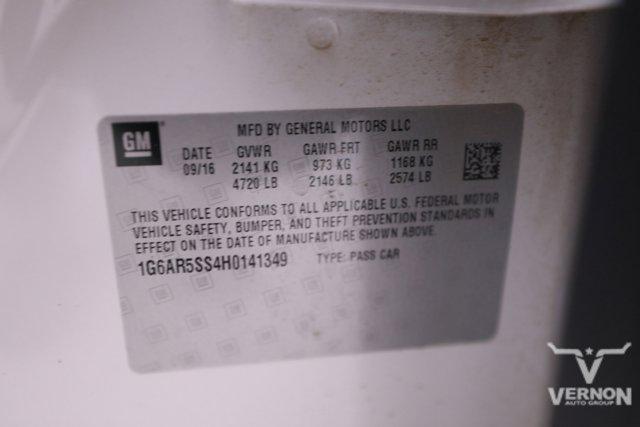 GM
MFD BY GENERAL MOTORS LLC
DATE GVWR GAWR FRT GAWR RR
09/16 2141 KG 973 KG 1168 KG
4720 LB 2146 LB 2574 LB
THIS VEHICLE CONFORMS TO ALL APPLICABLE U.S. FEDERAL MOTOR
VEHICLE SAFETY, BUMPER, AND THEFT PREVENTION STANDARDS IN
EFFECT ON THE DATE OF MANUFACTURE SHOWN ABOVE.
1G6AR5SS4H0141349 TYPE: PASS CAR
VERNON
AUTO GROUP